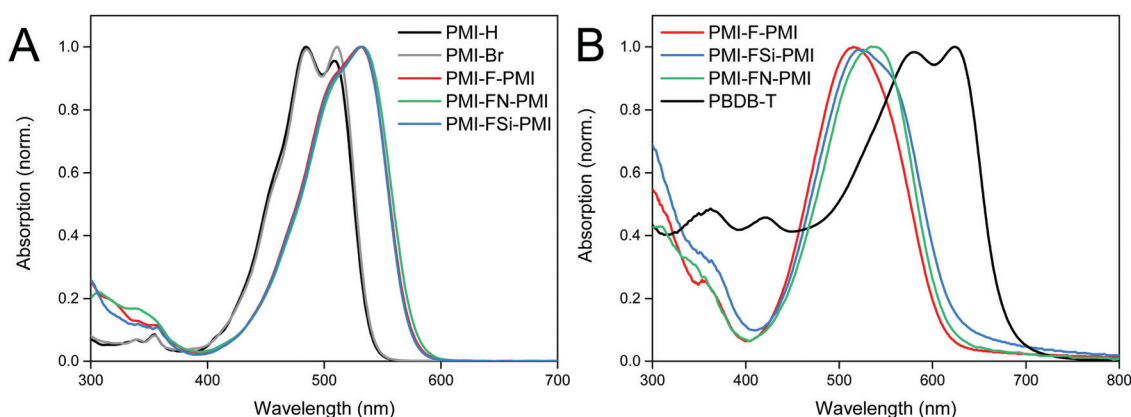 A
Absorption (norm.)
1.0
0.8
0.6
0.4
0.2
0.0
PMI-H
PMI-Br
PMI-F-PMI
PMI-FN-PMI
PMI-FSi-PMI
300 400 500 600 700
Wavelength (nm)
B
Absorption (norm.)
1.0
0.8
0.6
0.4
0.2
0.0
PMI-F-PMI
PMI-FSi-PMI
PMI-FN-PMI
PBDB-T
300 400 500 600 700 800
Wavelength (nm)